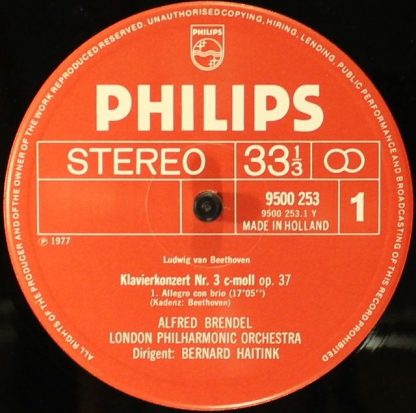 ALL RIGHTS OF THE PRODUCER AND OF THE OWNER OF THE WORK REPRODUCED RESERVED. UNAUTHORISED COPYING, HIRING, LENDING, PUBLIC PERFORMANCE AND BROADCASTING OF THIS RECORD PROHIBITED
PHILIPS
PHILIPS
STEREO 33 1/3
9500 253
9500 253.1 Y
MADE IN HOLLAND
1
℗ 1977
Ludwig van Beethoven
Klavierkonzert Nr. 3 c-moll op. 37
1. Allegro con brio (17'05")
(Kadenz: Beethoven)
ALFRED BRENDEL
LONDON PHILHARMONIC ORCHESTRA
Dirigent: BERNARD HAITINK